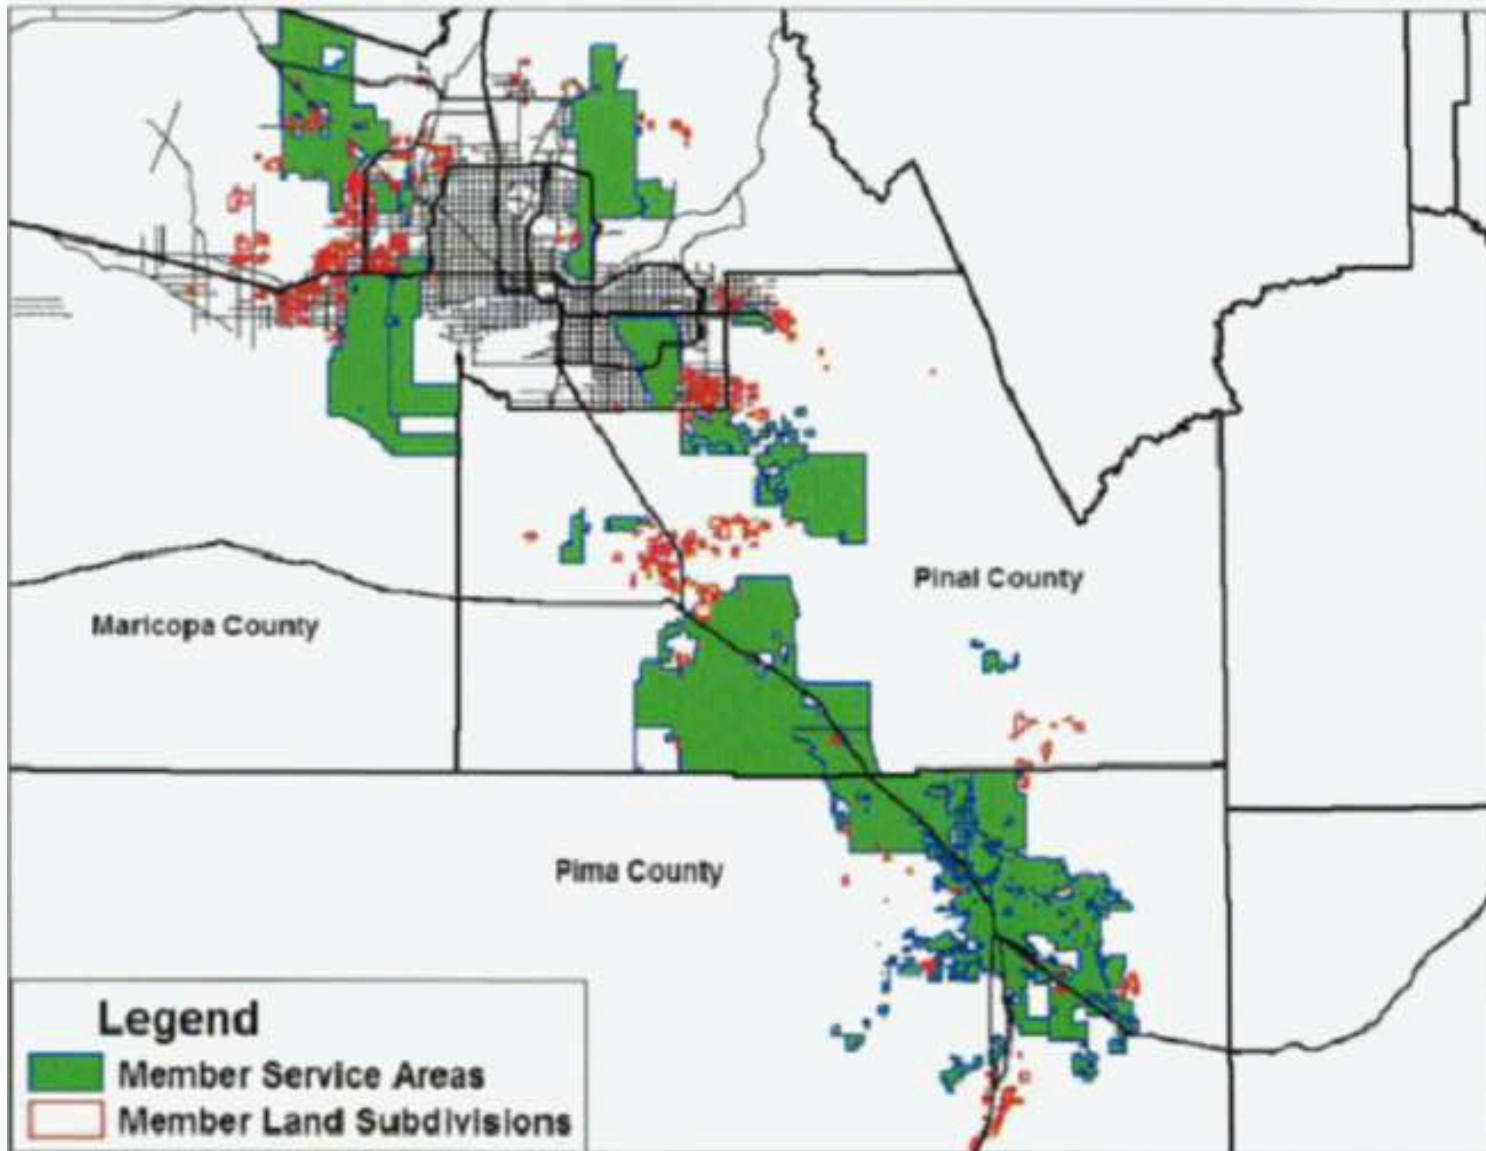 Pinal County
Maricopa County
Pima County
Legend
Member Service Areas
Member Land Subdivisions